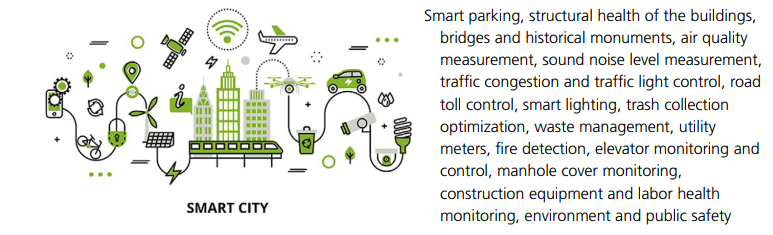 Smart parking, structural health of the buildings,
bridges and historical monuments, air quality
measurement, sound noise level measurement,
traffic congestion and traffic light control, road
toll control, smart lighting, trash collection
optimization, waste management, utility
meters, fire detection, elevator monitoring and
control, manhole cover monitoring,
construction equipment and labor health
monitoring, environment and public safety
i
SMART CITY